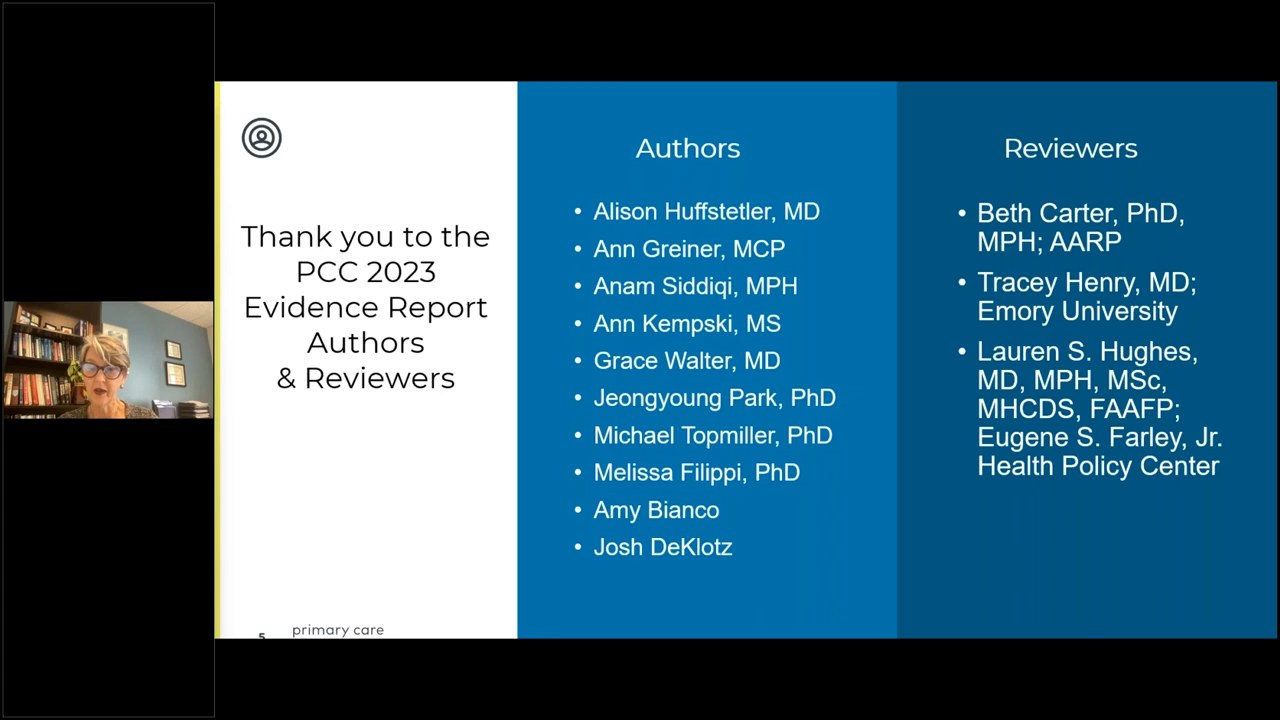 Thank you to the
PCC 2023
Evidence Report
Authors
& Reviewers
5
primary care
Authors
• Alison Huffstetler, MD
• Ann Greiner, MCP
• Anam Siddiqi, MPH
• Ann Kempski, MS
• Grace Walter, MD
• Jeongyoung Park, PhD
• Michael Topmiller, PhD
• Melissa Filippi, PhD
• Amy Bianco
• Josh DeKlotz
Reviewers
• Beth Carter, PhD,
MPH; AARP
• Tracey Henry, MD;
Emory University
• Lauren S. Hughes,
MD, MPH, MSc,
MHCDS, FAAFP;
Eugene S. Farley, Jr.
Health Policy Center